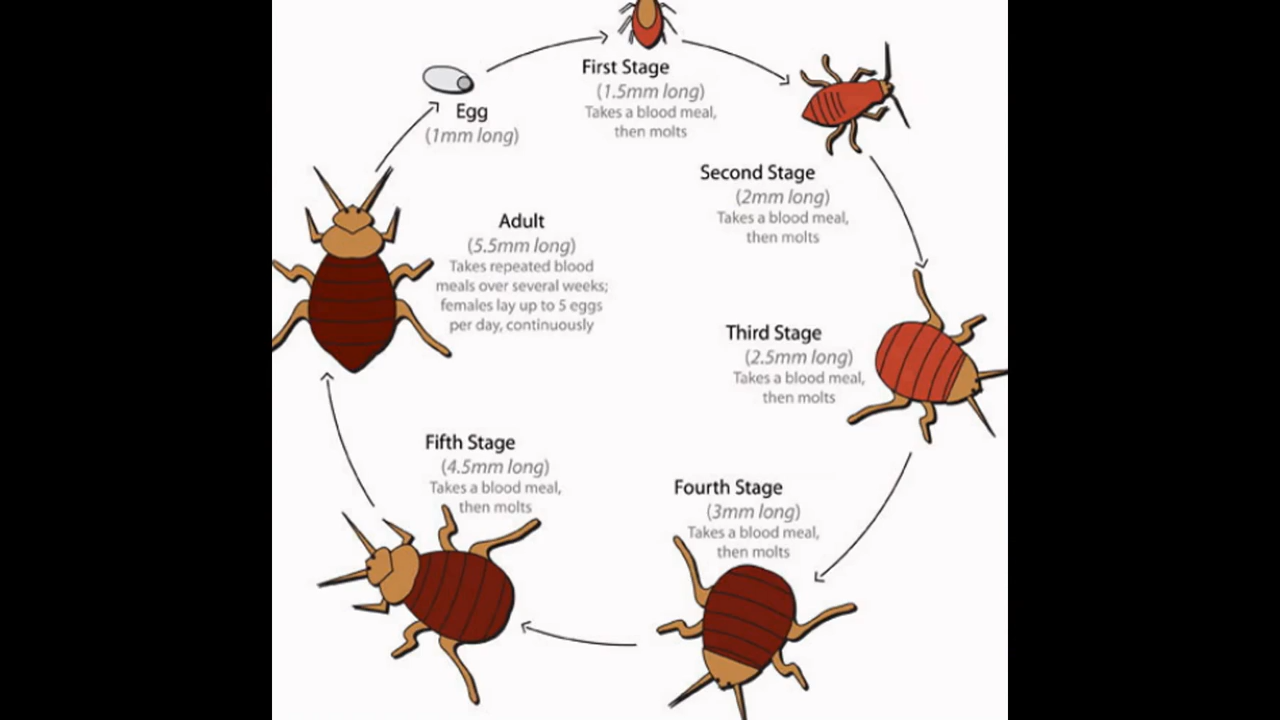 First Stage
(1.5mm long)
Takes a blood meal,
then molts
Second Stage
(2mm long)
Takes a blood meal,
then molts
Third Stage
(2.5mm long)
Takes a blood meal,
then molts
Fourth Stage
(3mm long)
Takes a blood meal,
then molts
Fifth Stage
(4.5mm long)
Takes a blood meal,
then molts
Adult
(5.5mm long)
Takes repeated blood
meals over several weeks;
females lay up to 5 eggs
per day, continuously
Egg
(1mm long)